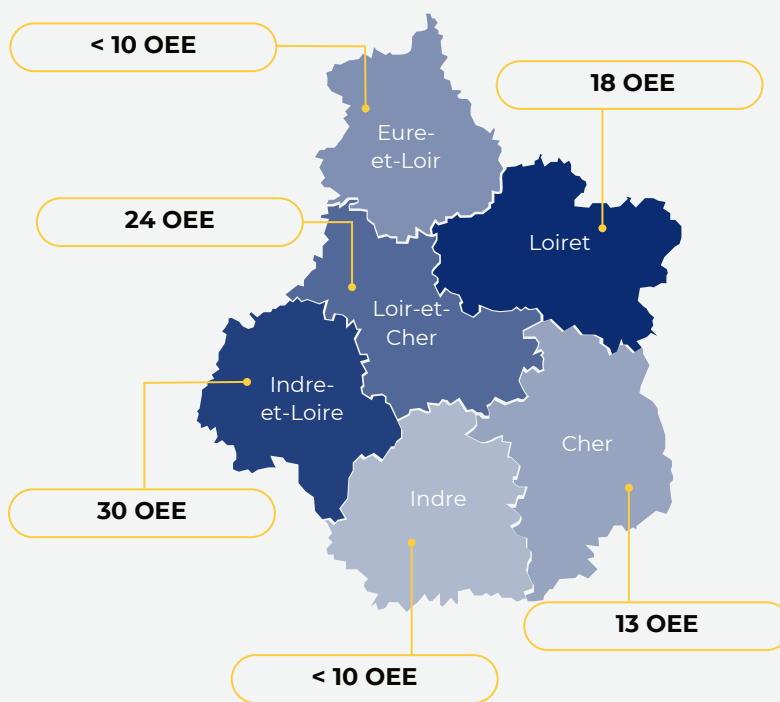 < 10 OEE
18 OEE
Eure-
et-Loir
24 OEE
Loiret
Loir-et-
Cher
Indre-
et-Loire
Cher
Indre
30 OEE
13 OEE
< 10 OEE